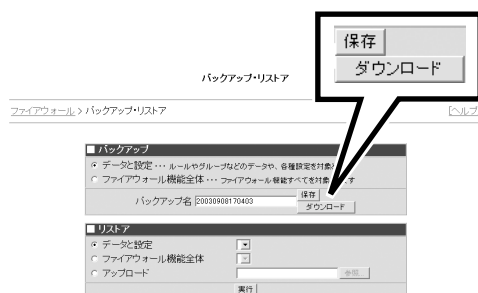 保存
ダウンロード
バックアップ・リストア
ファイアウォール > バックアップ・リストア
[ヘルプ
■ バックアップ
データと設定 ・・・ ルールやグループなどのデータや、各種設定を対象
ファイアウォール機能全体 ・・・ ファイアウォール機能すべてを対象 す
バックアップ名 20030908170403 保存
ダウンロード
■ リストア
データと設定
ファイアウォール機能全体
アップロード 参照...
実行